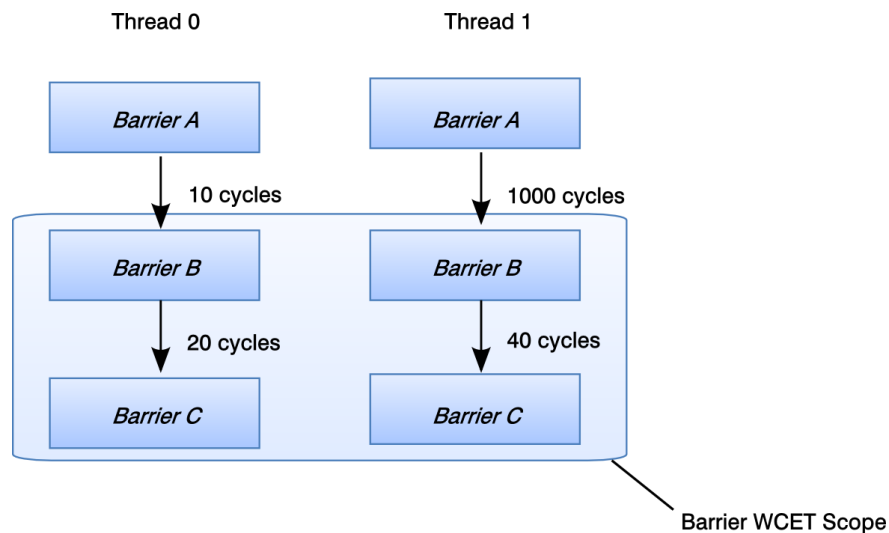 Thread 0
Thread 1
Barrier A
Barrier A
10 cycles
1000 cycles
Barrier B
Barrier B
20 cycles
40 cycles
Barrier C
Barrier C
Barrier WCET Scope